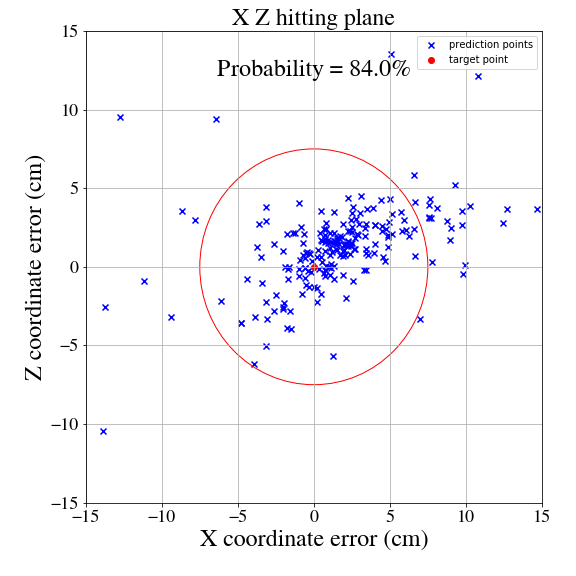 X Z hitting plane
prediction points
target point
Probability = 84.0%
Z coordinate error (cm)
15
10
5
0
−5
−10
−15
−15
−10
−5
0
5
10
15
X coordinate error (cm)